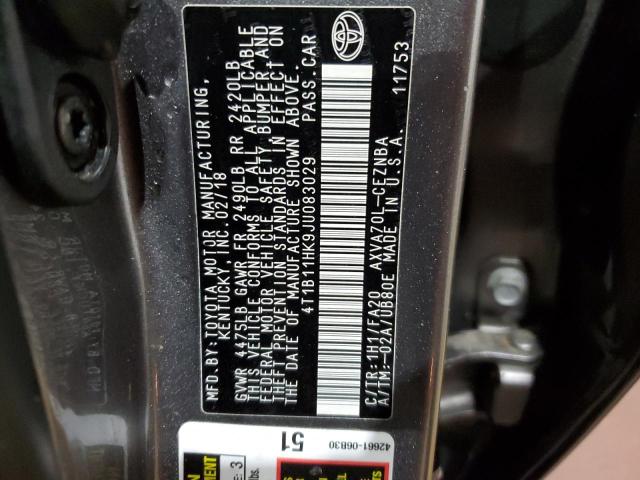 MFD.BY:TOYOTA MOTOR MANUFACTURING,
KENTUCKY, INC.02/18
GVWR 4475LB GAWR FR 2490LB RR 2420LB
THIS VEHICLE CONFORMS TO ALL APPLICABLE
FEDERAL MOTOR VEHICLE SAFETY, BUMPER, AND
THEFT PREVENTION STANDARDS IN EFFECT ON
THE DATE OF MANUFACTURE SHOWN ABOVE.
4T1B11HK9JU083029 PASS.CAR
C/TR:1H1/FA20 AXVA70L-CEZNBA
A/TM:-02A/UB80E MADE IN U.S.A. 11753
42661-06B30
51